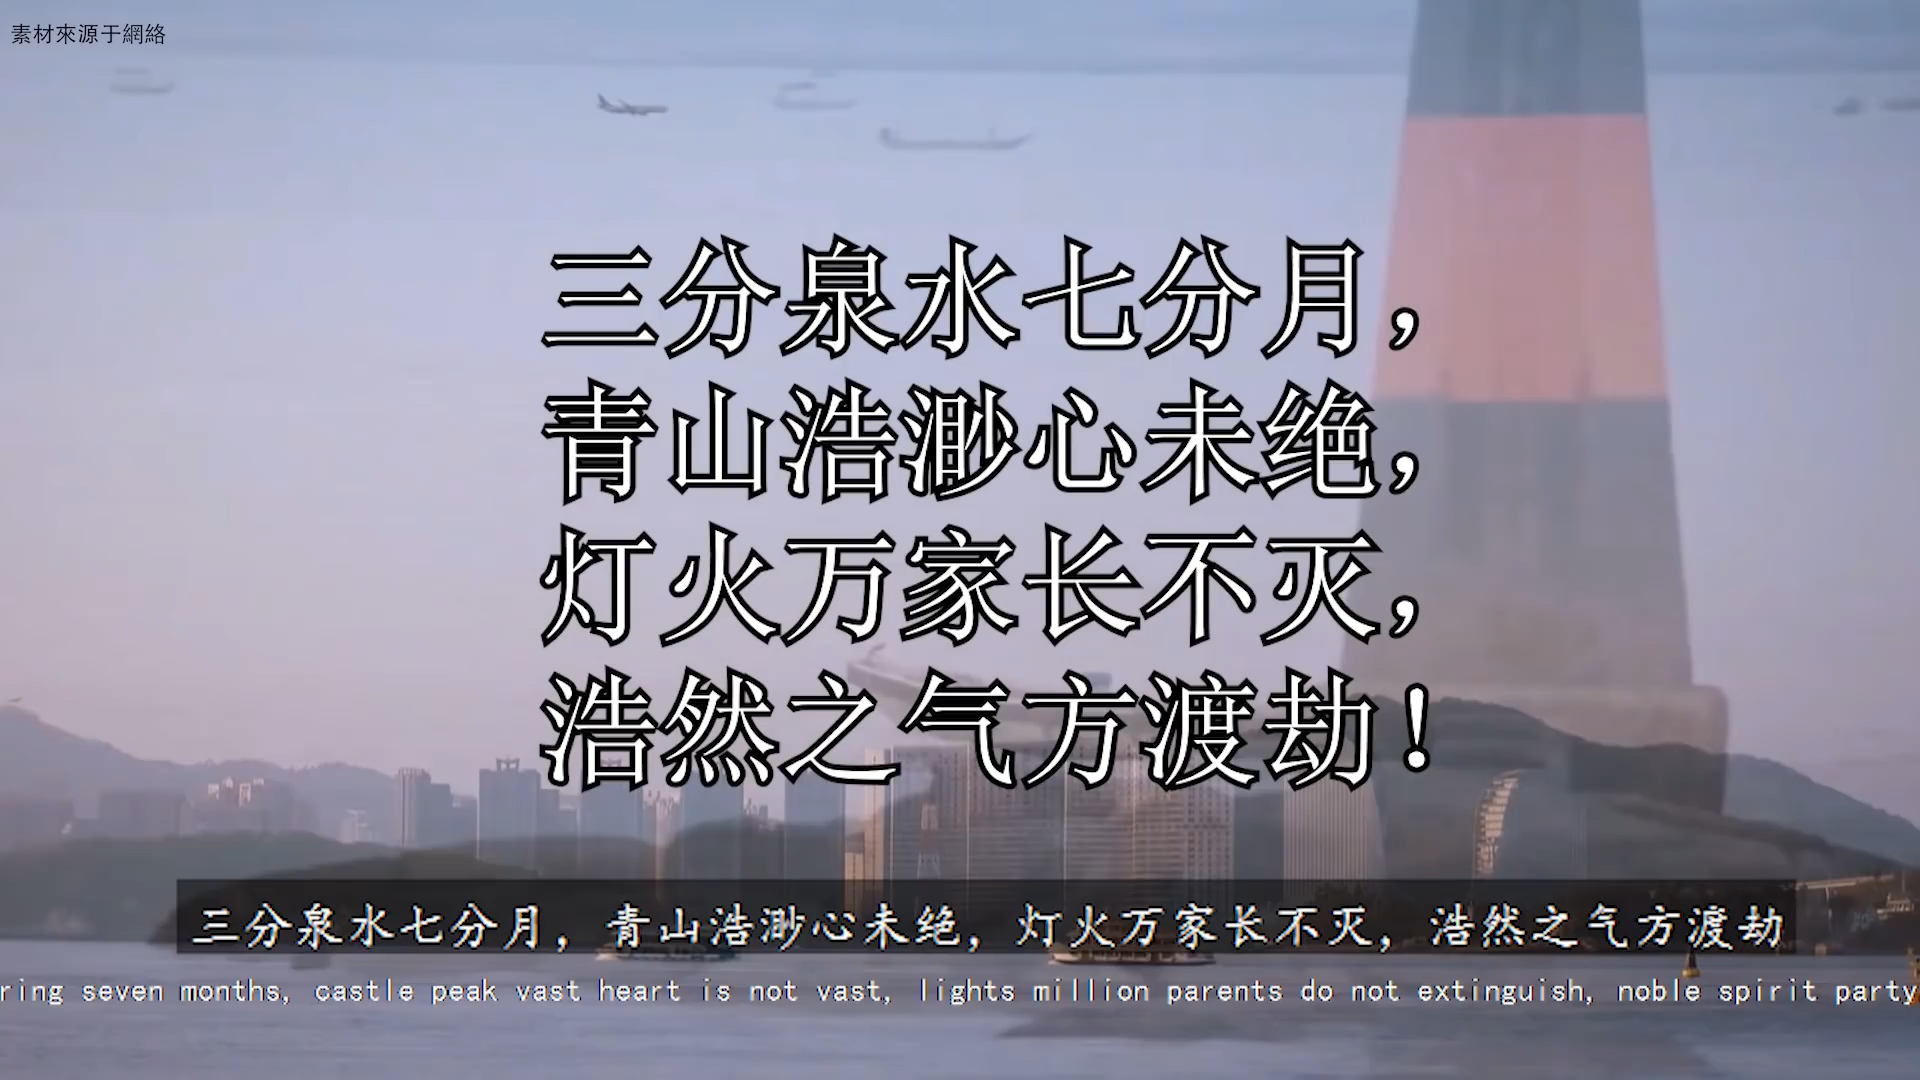 素材來源于網絡
三分泉水七分月，
青山浩渺心未绝，
灯火万家长不灭，
浩然之气方渡劫！
三分泉水七分月，青山浩渺心未绝，灯火万家长不灭，浩然之气方渡劫
ring seven months, castle peak vast heart is not vast, lights million parents do not extinguish, noble spirit party